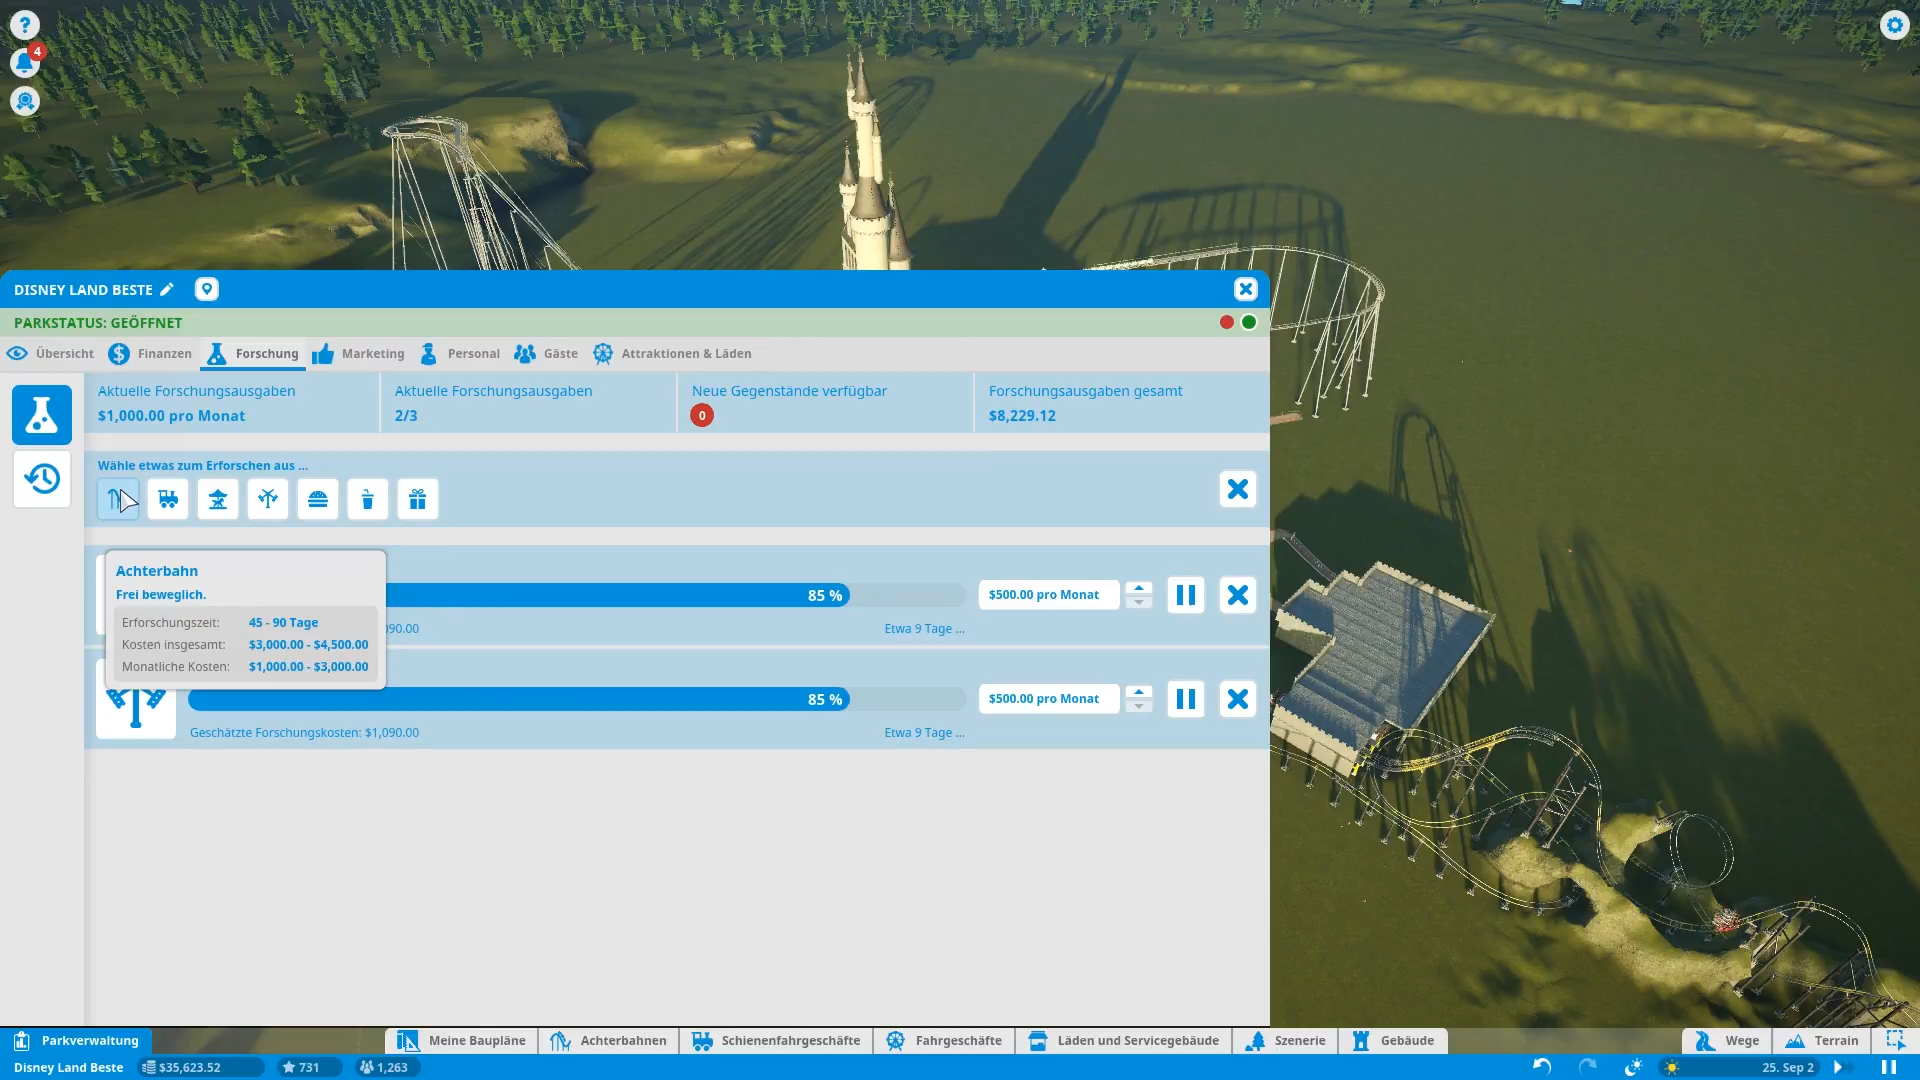 ?
4
DISNEY LAND BESTE
PARKSTATUS: GEÖFFNET
Übersicht
Finanzen
Forschung
Marketing
Personal
Gäste
Attraktionen & Läden
Aktuelle Forschungsausgaben
$1,000.00 pro Monat
Aktuelle Forschungsausgaben
2/3
Neue Gegenstände verfügbar
0
Forschungsausgaben gesamt
$8,229.12
Wähle etwas zum Erforschen aus ...
Achterbahn
Frei beweglich.
Erforschungszeit: 45 - 90 Tage
Kosten insgesamt: $3,000.00 - $4,500.00
Monatliche Kosten: $1,000.00 - $3,000.00
85 %
$500.00 pro Monat
090.00
Etwa 9 Tage ...
85 %
$500.00 pro Monat
Geschätzte Forschungskosten: $1,090.00
Etwa 9 Tage ...
Parkverwaltung
Meine Baupläne
Achterbahnen
Schienenfahrgeschäfte
Fahrgeschäfte
Läden und Servicegebäude
Szenerie
Gebäude
Wege
Terrain
Disney Land Beste
$35,623.52
731
1,263
25. Sep 2